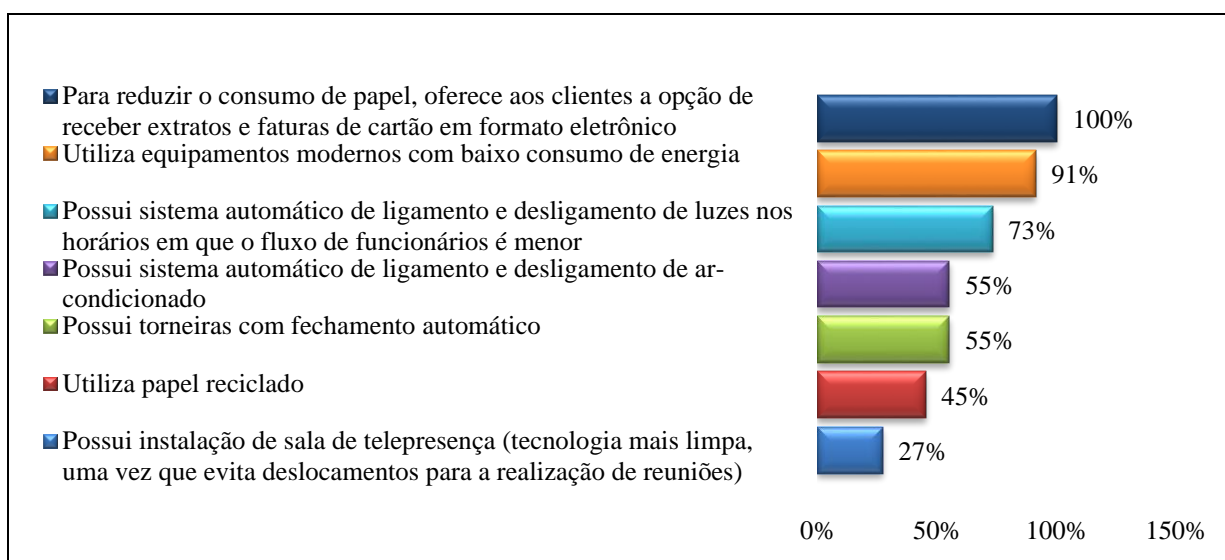 Para reduzir o consumo de papel, oferece aos clientes a opção de
receber extratos e faturas de cartão em formato eletrônico
100%
Utiliza equipamentos modernos com baixo consumo de energia
91%
Possui sistema automático de ligamento e desligamento de luzes nos
horários em que o fluxo de funcionários é menor
73%
Possui sistema automático de ligamento e desligamento de ar-
condicionado
55%
Possui torneiras com fechamento automático
55%
Utiliza papel reciclado
45%
Possui instalação de sala de telepresença (tecnologia mais limpa,
uma vez que evita deslocamentos para a realização de reuniões)
27%
0% 50% 100% 150%